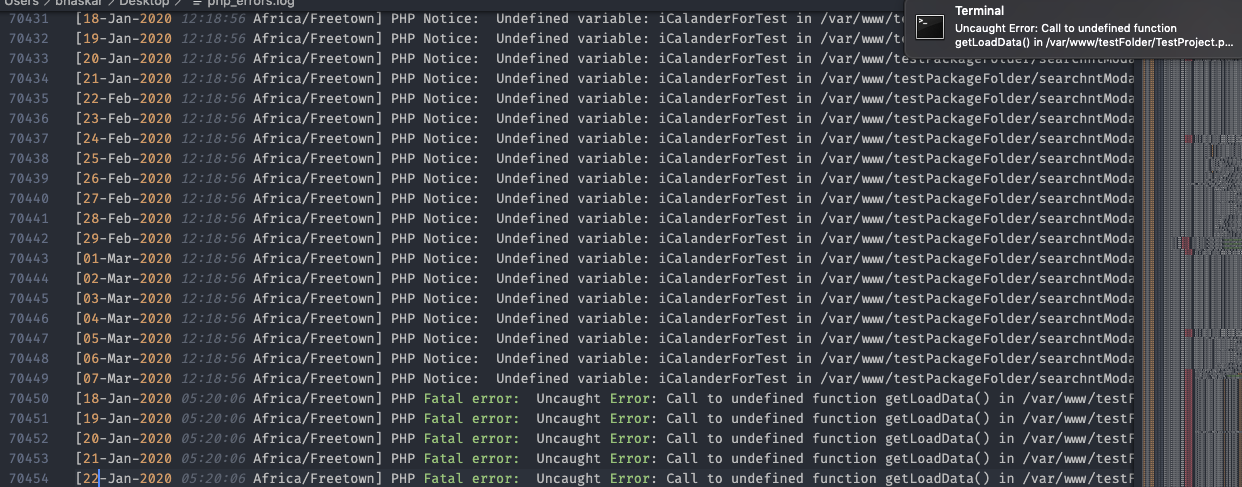 Users > bhaskar > Desktop > php_errors.log
Terminal
Uncaught Error: Call to undefined function
getLoadData() in /var/www/testFolder/TestProject.p...
70431 [18-Jan-2020 12:18:56 Africa/Freetown] PHP Notice:  Undefined variable: iCalanderForTest in /var/www/tes
70432 [19-Jan-2020 12:18:56 Africa/Freetown] PHP Notice:  Undefined variable: iCalanderForTest in /var/www/tes
70433 [20-Jan-2020 12:18:56 Africa/Freetown] PHP Notice:  Undefined variable: iCalanderForTest in /var/www/testPackageFolder/searchntModa
70434 [21-Jan-2020 12:18:56 Africa/Freetown] PHP Notice:  Undefined variable: iCalanderForTest in /var/www/testPackageFolder/searchntModa
70435 [22-Feb-2020 12:18:56 Africa/Freetown] PHP Notice:  Undefined variable: iCalanderForTest in /var/www/testPackageFolder/searchntModa
70436 [23-Feb-2020 12:18:56 Africa/Freetown] PHP Notice:  Undefined variable: iCalanderForTest in /var/www/testPackageFolder/searchntModa
70437 [24-Feb-2020 12:18:56 Africa/Freetown] PHP Notice:  Undefined variable: iCalanderForTest in /var/www/testPackageFolder/searchntModa
70438 [25-Feb-2020 12:18:56 Africa/Freetown] PHP Notice:  Undefined variable: iCalanderForTest in /var/www/testPackageFolder/searchntModa
70439 [26-Feb-2020 12:18:56 Africa/Freetown] PHP Notice:  Undefined variable: iCalanderForTest in /var/www/testPackageFolder/searchntModa
70440 [27-Feb-2020 12:18:56 Africa/Freetown] PHP Notice:  Undefined variable: iCalanderForTest in /var/www/testPackageFolder/searchntModa
70441 [28-Feb-2020 12:18:56 Africa/Freetown] PHP Notice:  Undefined variable: iCalanderForTest in /var/www/testPackageFolder/searchntModa
70442 [29-Feb-2020 12:18:56 Africa/Freetown] PHP Notice:  Undefined variable: iCalanderForTest in /var/www/testPackageFolder/searchntModa
70443 [01-Mar-2020 12:18:56 Africa/Freetown] PHP Notice:  Undefined variable: iCalanderForTest in /var/www/testPackageFolder/searchntModa
70444 [02-Mar-2020 12:18:56 Africa/Freetown] PHP Notice:  Undefined variable: iCalanderForTest in /var/www/testPackageFolder/searchntModa
70445 [03-Mar-2020 12:18:56 Africa/Freetown] PHP Notice:  Undefined variable: iCalanderForTest in /var/www/testPackageFolder/searchntModa
70446 [04-Mar-2020 12:18:56 Africa/Freetown] PHP Notice:  Undefined variable: iCalanderForTest in /var/www/testPackageFolder/searchntModa
70447 [05-Mar-2020 12:18:56 Africa/Freetown] PHP Notice:  Undefined variable: iCalanderForTest in /var/www/testPackageFolder/searchntModa
70448 [06-Mar-2020 12:18:56 Africa/Freetown] PHP Notice:  Undefined variable: iCalanderForTest in /var/www/testPackageFolder/searchntModa
70449 [07-Mar-2020 12:18:56 Africa/Freetown] PHP Notice:  Undefined variable: iCalanderForTest in /var/www/testPackageFolder/searchntModa
70450 [18-Jan-2020 05:20:06 Africa/Freetown] PHP Fatal error:  Uncaught Error: Call to undefined function getLoadData() in /var/www/testF
70451 [19-Jan-2020 05:20:06 Africa/Freetown] PHP Fatal error:  Uncaught Error: Call to undefined function getLoadData() in /var/www/testF
70452 [20-Jan-2020 05:20:06 Africa/Freetown] PHP Fatal error:  Uncaught Error: Call to undefined function getLoadData() in /var/www/testF
70453 [21-Jan-2020 05:20:06 Africa/Freetown] PHP Fatal error:  Uncaught Error: Call to undefined function getLoadData() in /var/www/testF
70454 [22-Jan-2020 05:20:06 Africa/Freetown] PHP Fatal error:  Uncaught Error: Call to undefined function getLoadData() in /var/www/testF